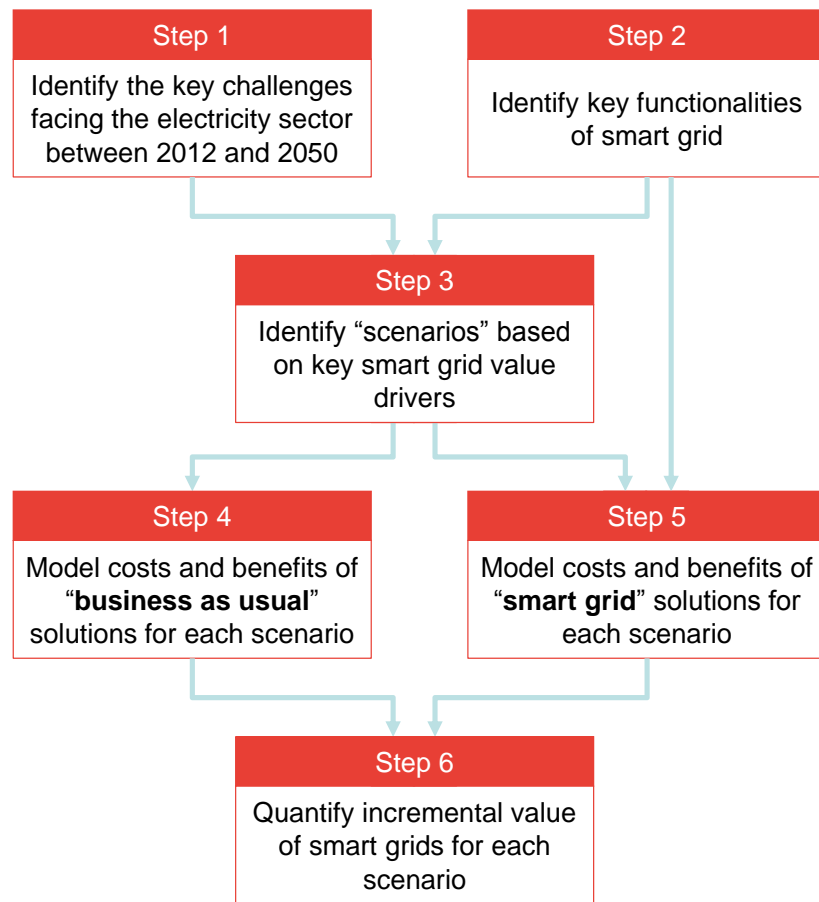 Step 1
Identify the key challenges
facing the electricity sector
between 2012 and 2050
Step 2
Identify key functionalities
of smart grid
Step 3
Identify “scenarios” based
on key smart grid value
drivers
Step 4
Model costs and benefits of
“business as usual”
solutions for each scenario
Step 5
Model costs and benefits of
“smart grid” solutions for
each scenario
Step 6
Quantify incremental value
of smart grids for each
scenario